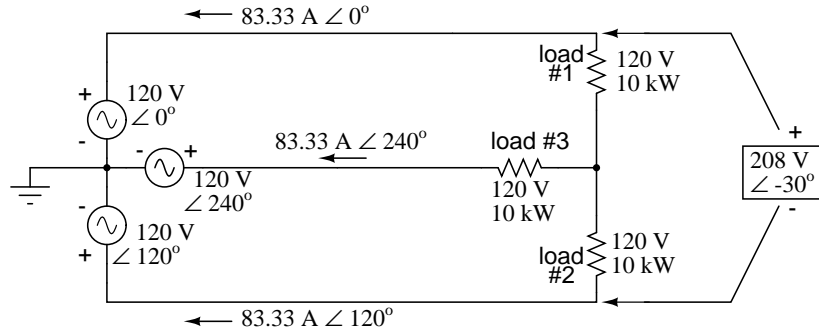 83.33 A ∠ 0°
load
#1
120 V
10 kW
+
120 V
∠ 0°
-
83.33 A ∠ 240°
load #3
-
+
120 V
∠ 240°
120 V
10 kW
+
208 V
∠ -30°
-
-
120 V
∠ 120°
+
load
#2
120 V
10 kW
83.33 A ∠ 120°